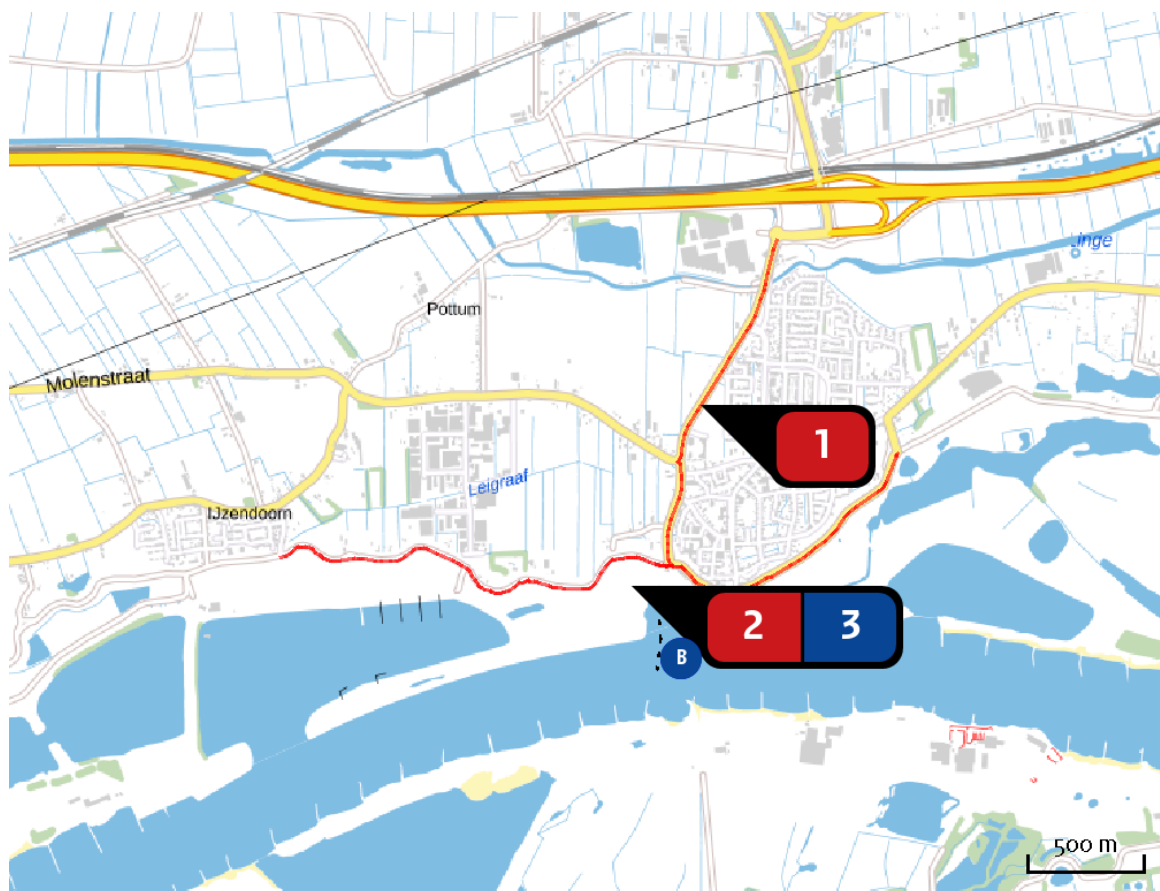 Linge
Pottum
Molenstraat
1
Leigraaf
IJzendoorn
2 3
B
500 m